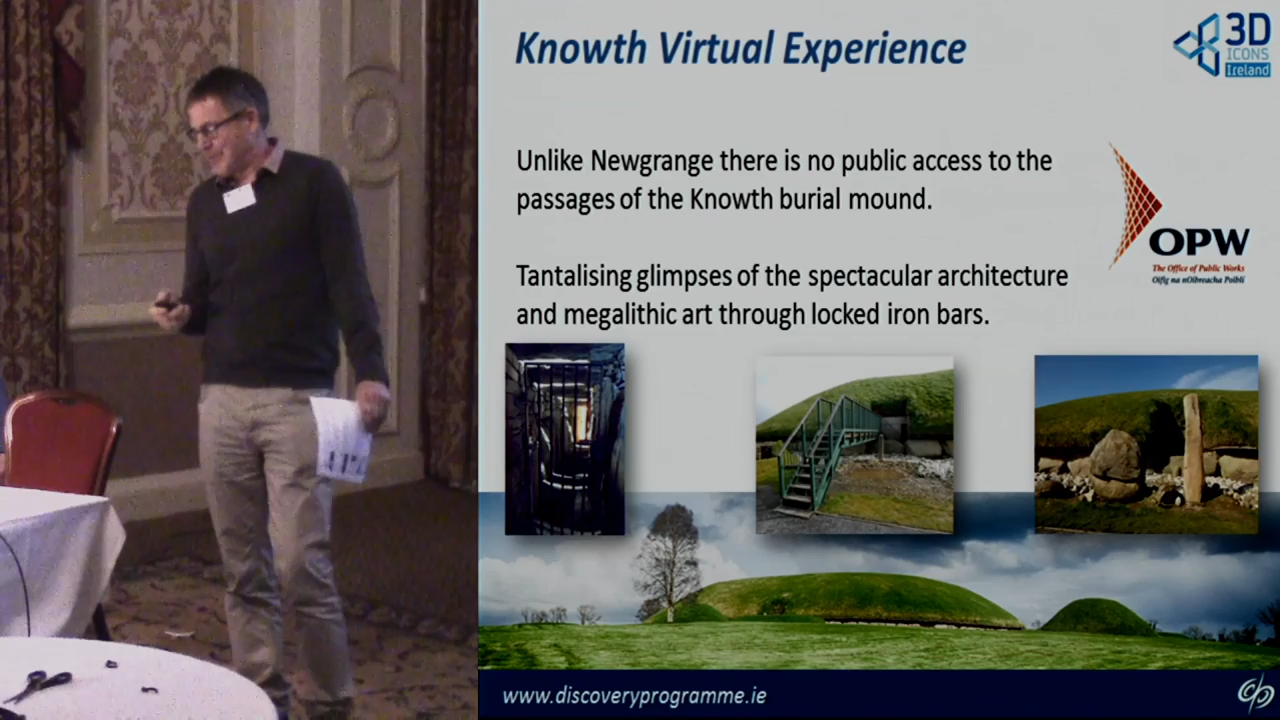 Knowth Virtual Experience
3D
ICONS
Ireland
Unlike Newgrange there is no public access to the
passages of the Knowth burial mound.
Tantalising glimpses of the spectacular architecture
and megalithic art through locked iron bars.
OPW
The Office of Public Works
Oifig na nOibreacha Poiblí
www.discoveryprogramme.ie